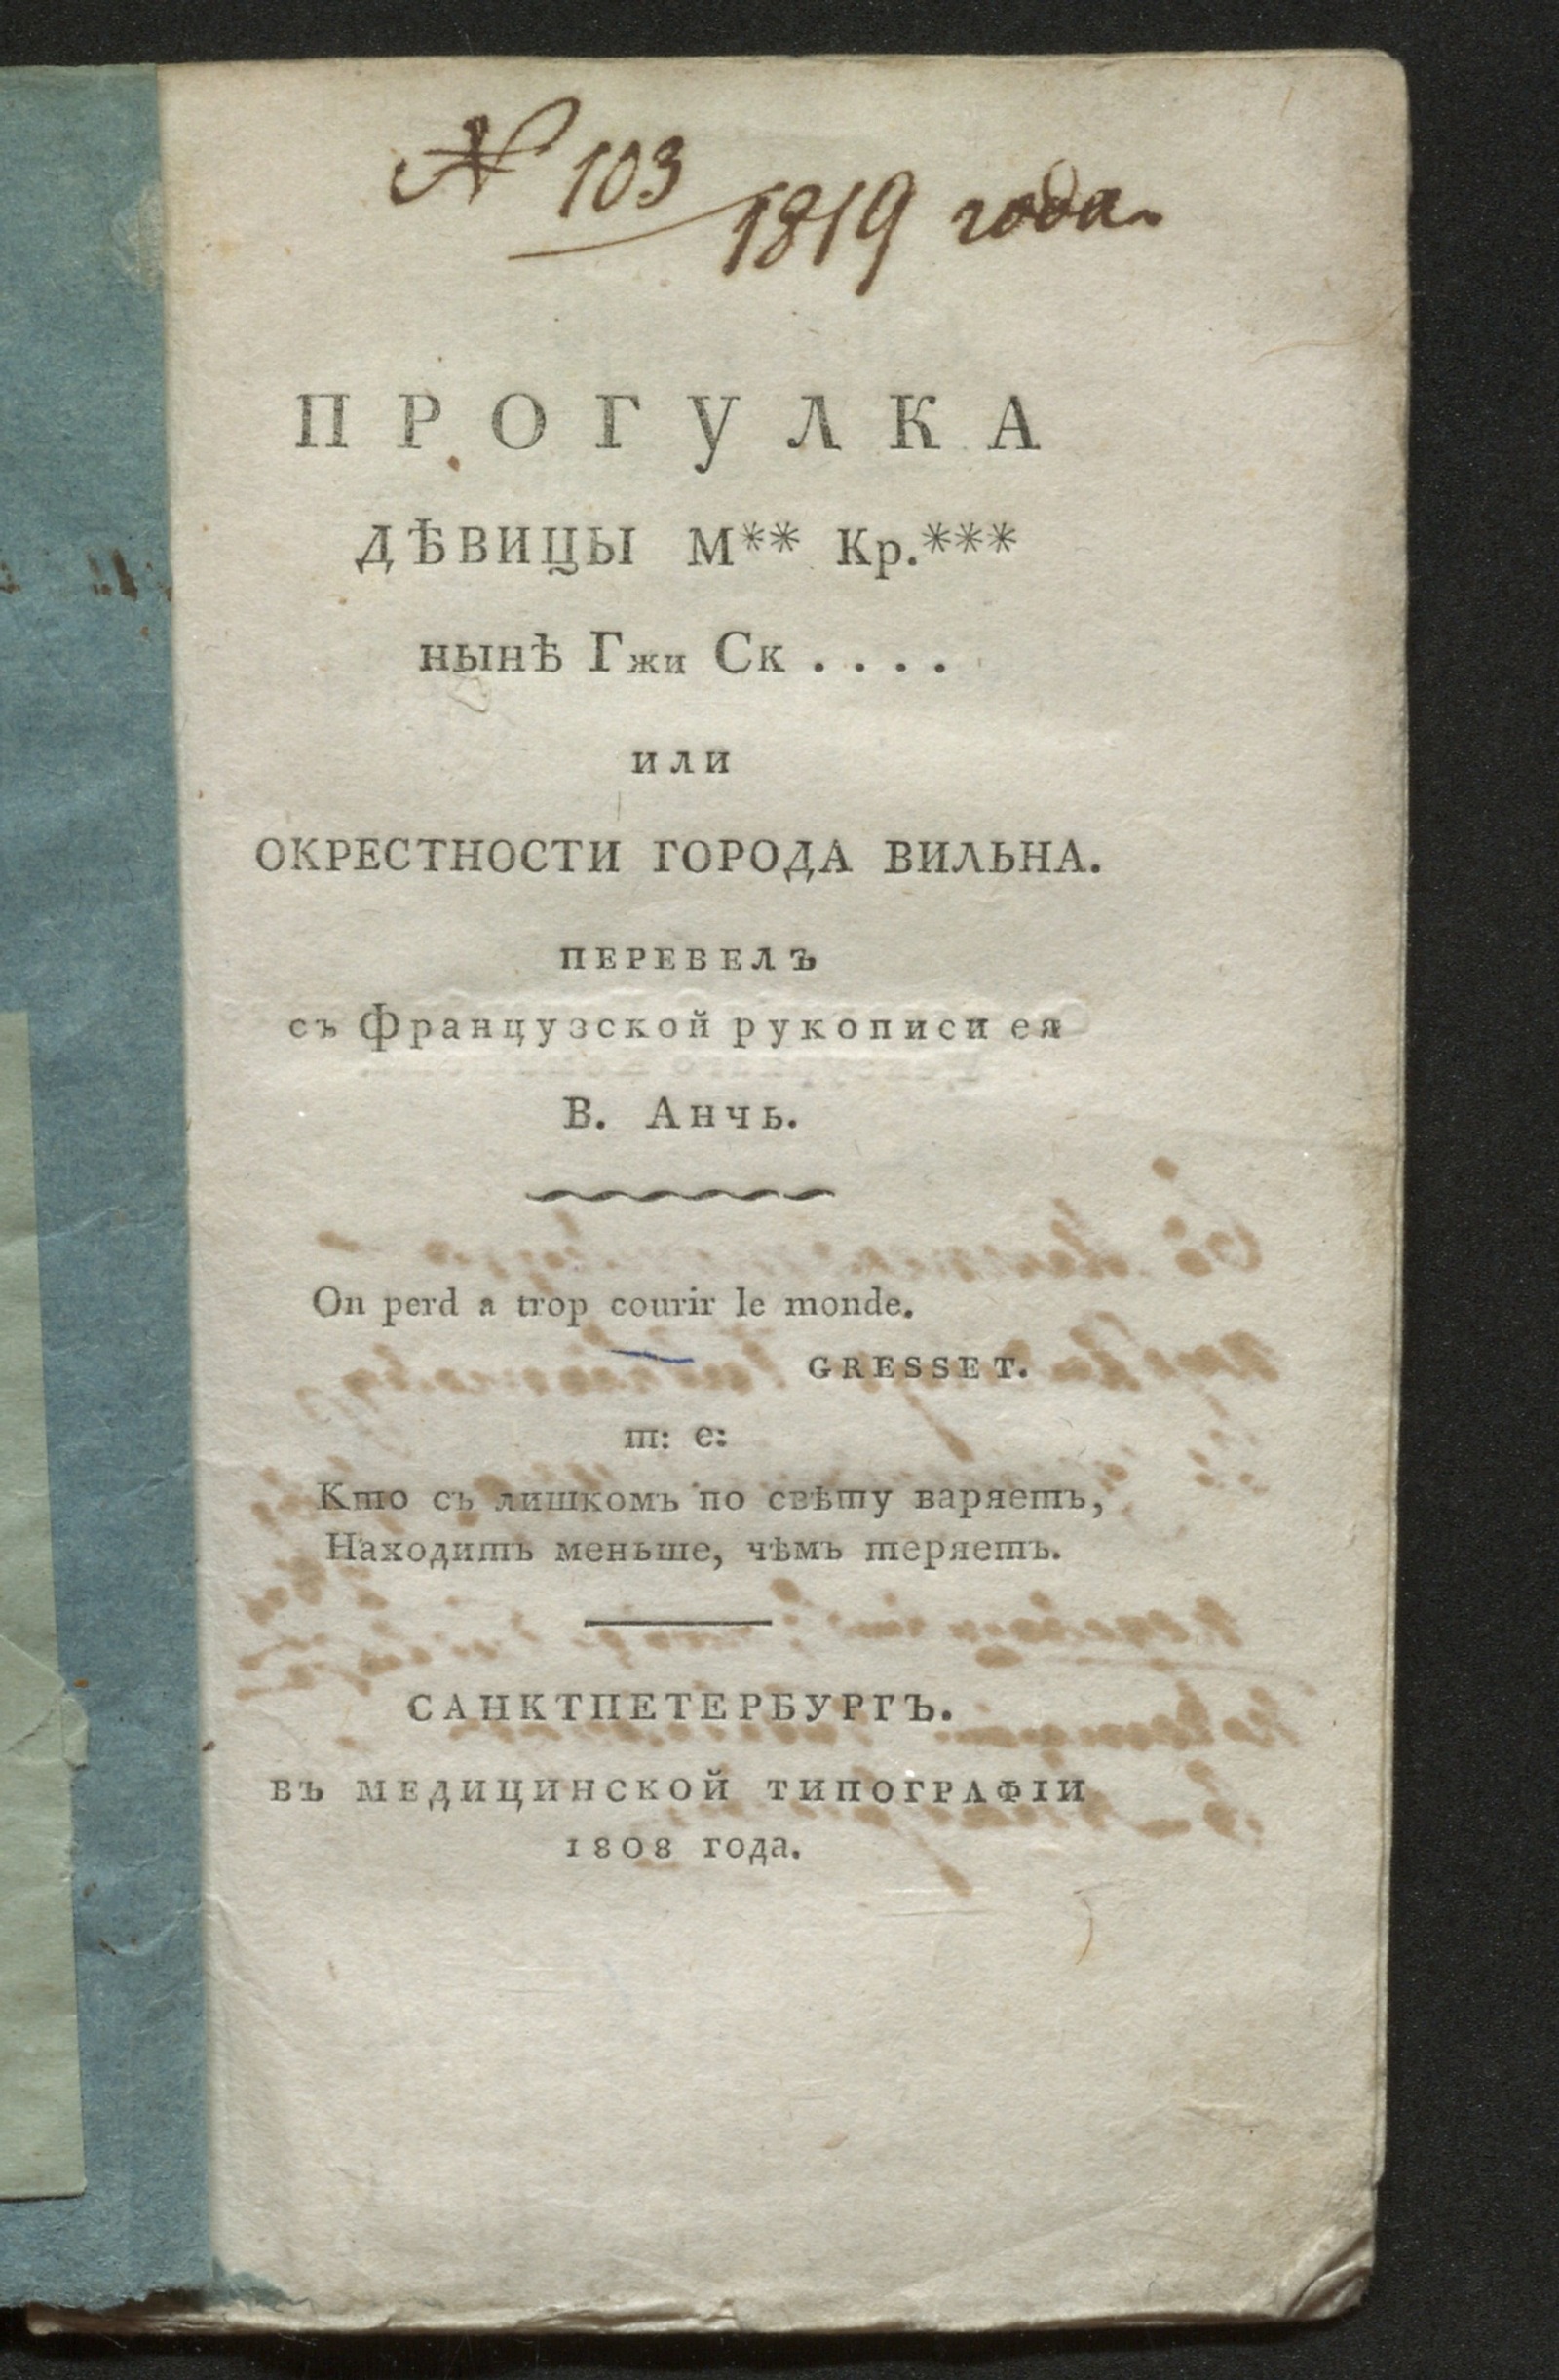 № 103
1819 года.
ПРОГУЛКА
ДѢВИЦЫ М** Кр.***
нынѣ Гжи Ск . . . .
или
ОКРЕСТНОСТИ ГОРОДА ВИЛЬНА.
ПЕРЕВЕЛЪ
съ Французской рукописи ея
В. Анчь.
On perd a trop courir le monde.
GRESSET.
т: е:
Кто съ лишкомъ по свѣту варяетъ,
Находитъ меньше, чѣмъ теряетъ.
САНКТПЕТЕРБУРГЪ.
ВЪ МЕДИЦИНСКОЙ ТИПОГРАФІИ
1808 года.